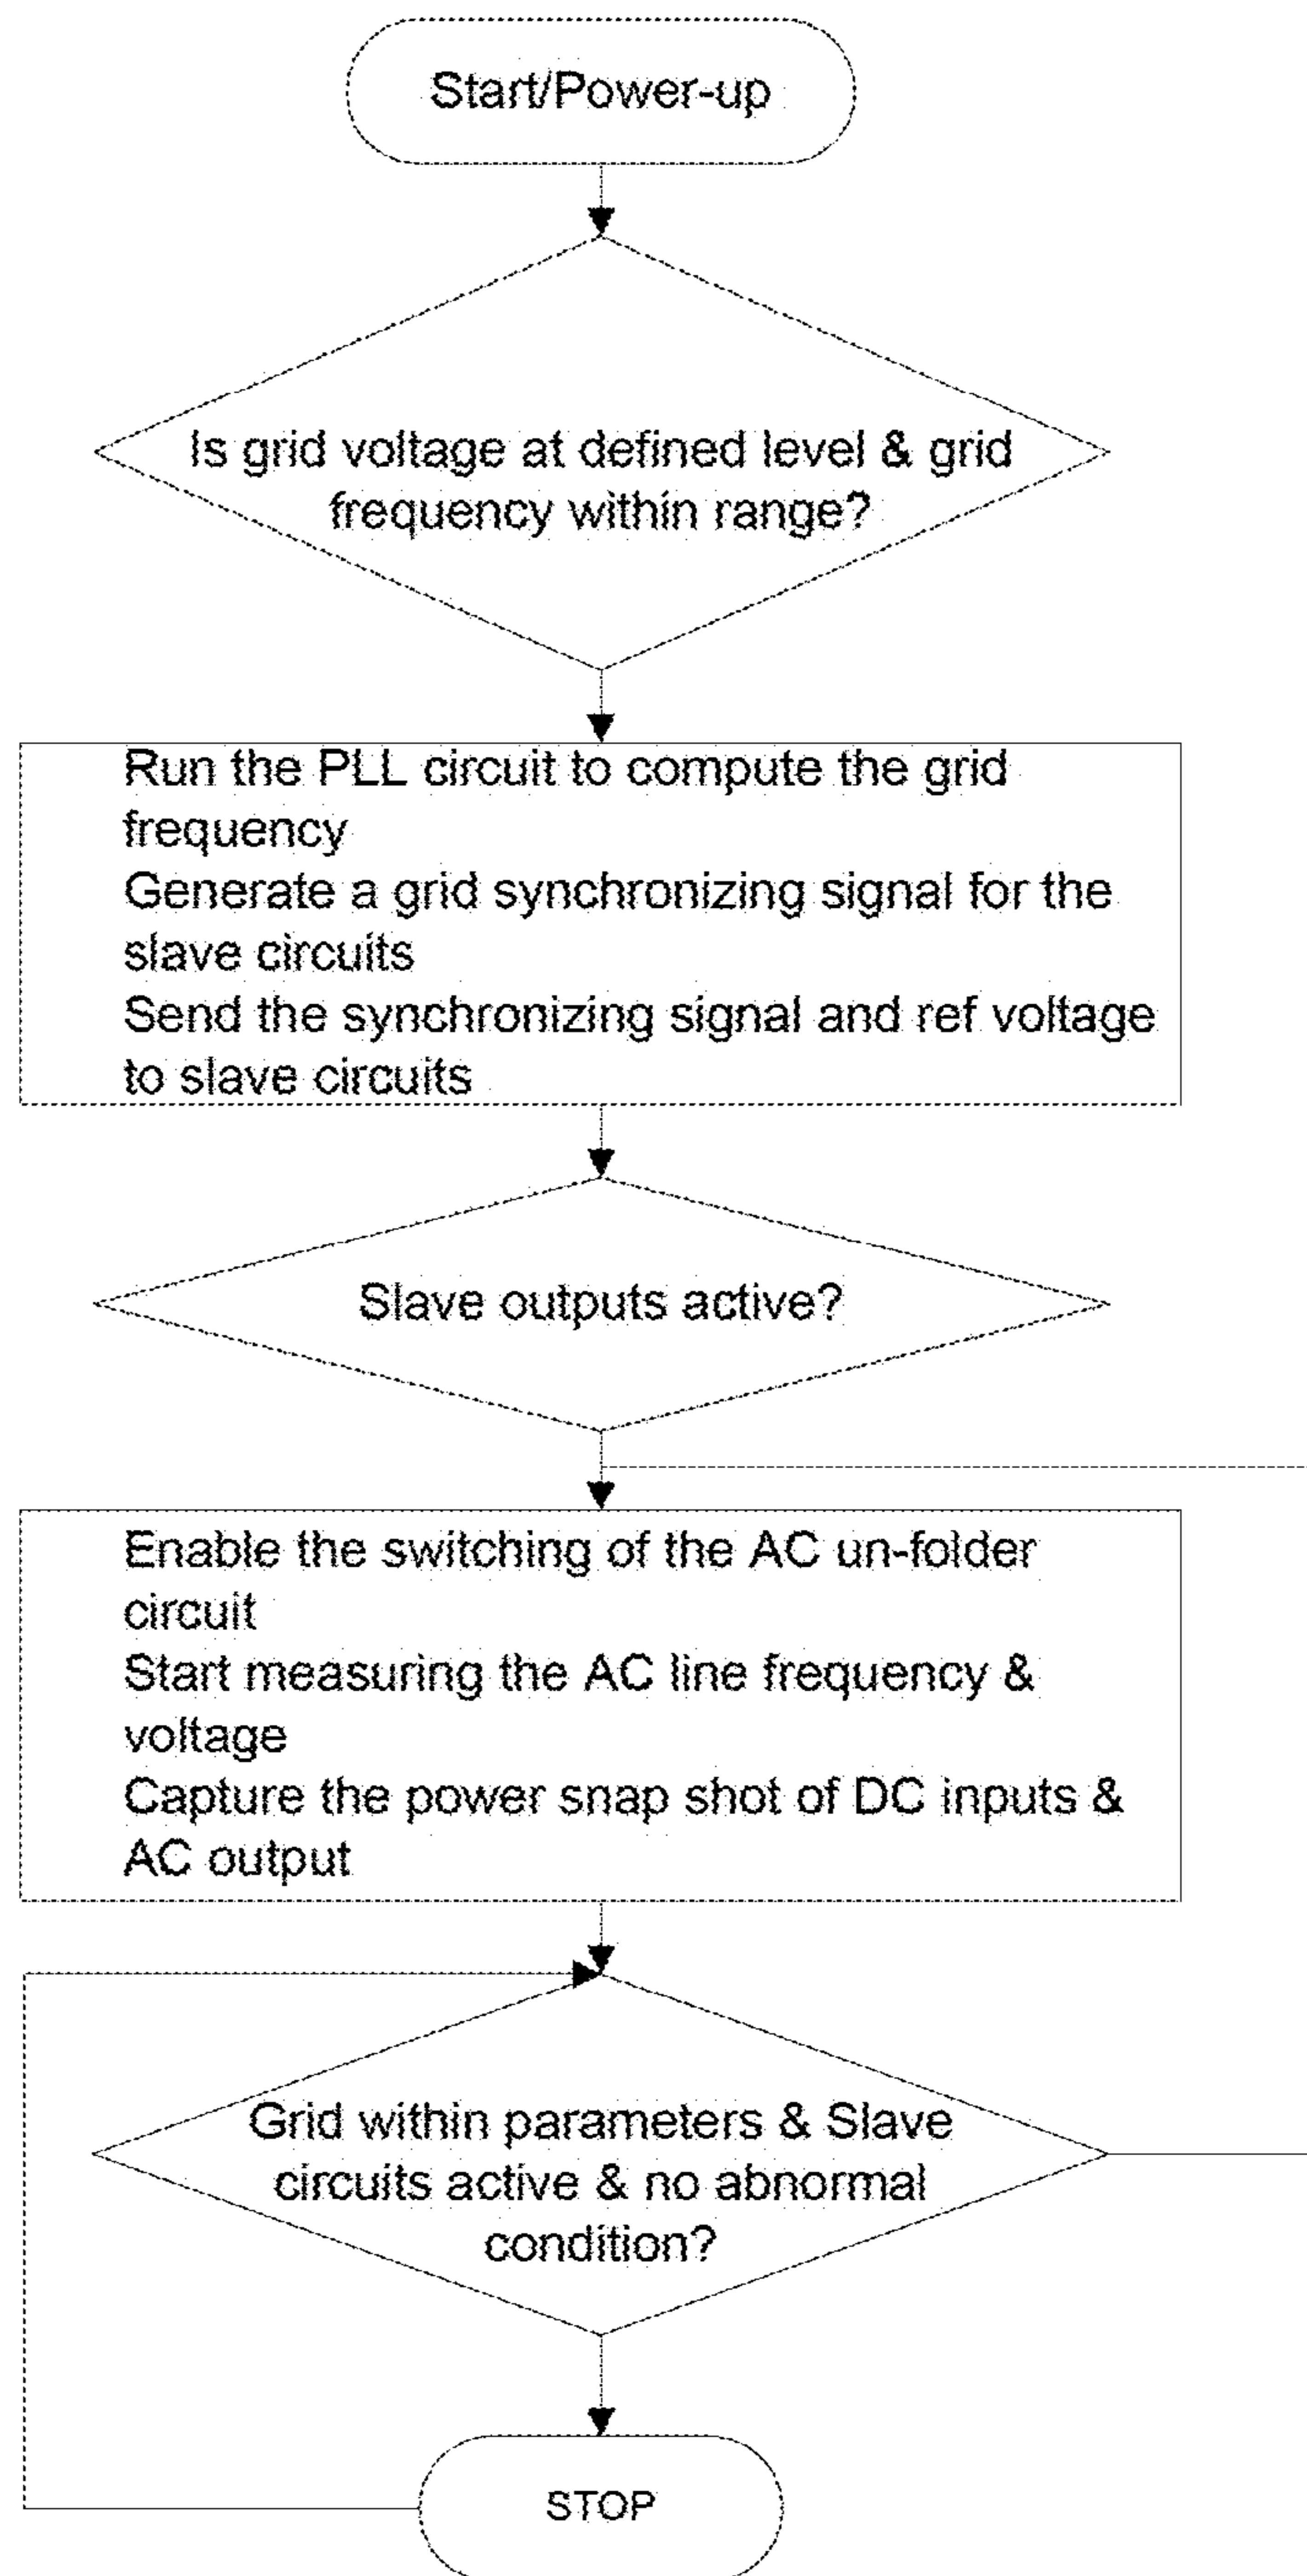 Start/Power-up
Is grid voltage at defined level & grid
frequency within range?
Run the PLL circuit to compute the grid
frequency
Generate a grid synchronizing signal for the
slave circuits
Send the synchronizing signal and ref voltage
to slave circuits
Slave outputs active?
Enable the switching of the AC un-folder
circuit
Start measuring the AC line frequency &
voltage
Capture the power snap shot of DC inputs &
AC output
Grid within parameters & Slave
circuits active & no abnormal
condition?
STOP